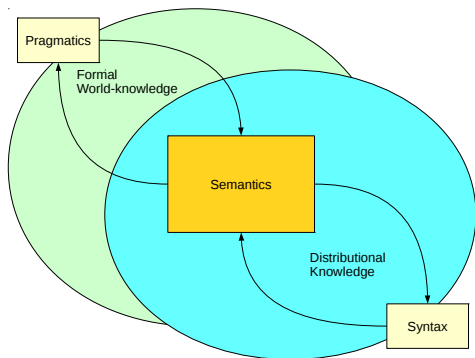 Pragmatics
Formal
World-knowledge
Semantics
Distributional
Knowledge
Syntax